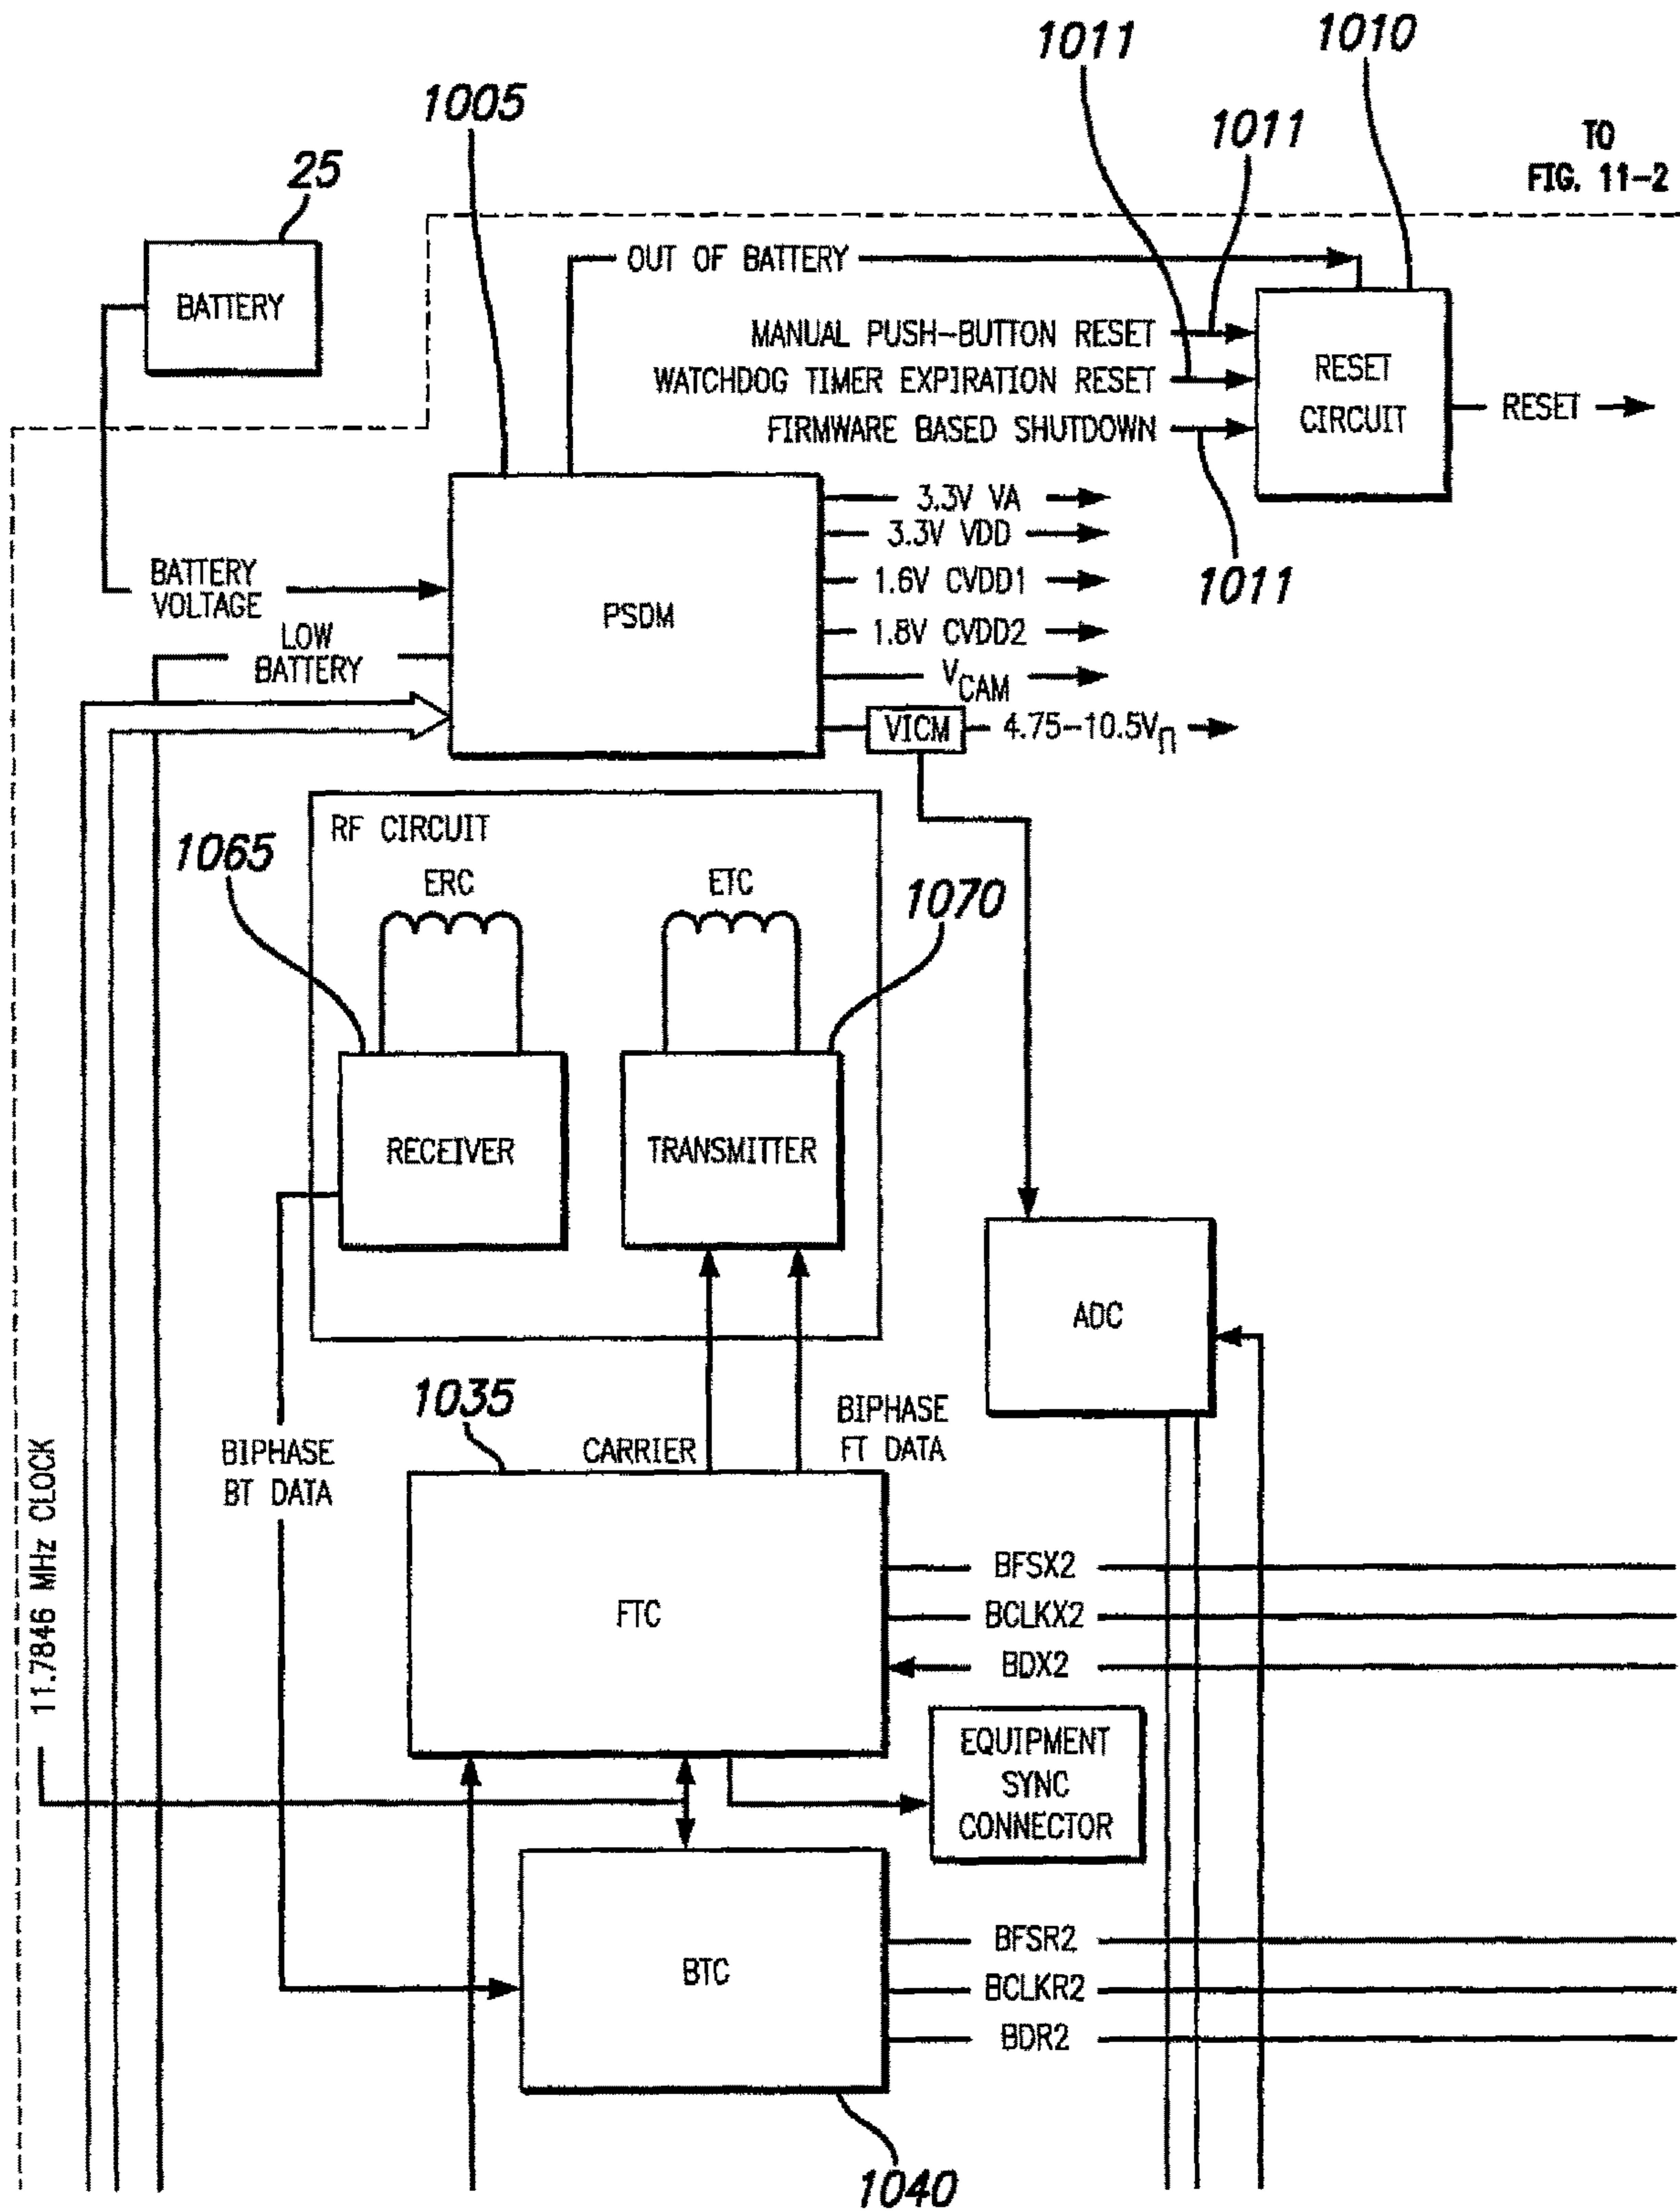 1011
1010
1005
1011
TO
FIG. 11-2
25
OUT OF BATTERY
BATTERY
MANUAL PUSH-BUTTON RESET
WATCHDOG TIMER EXPIRATION RESET
FIRMWARE BASED SHUTDOWN
RESET
CIRCUIT
RESET
1011
3.3V VA
3.3V VDD
1.6V CVDD1
1.8V CVDD2
VCAM
VICM
4.75-10.5V
BATTERY
VOLTAGE
PSDM
LOW
BATTERY
RF CIRCUIT
1065
ERC
ETC
1070
RECEIVER
TRANSMITTER
ADC
1035
CARRIER
BIPHASE
FT DATA
BIPHASE
BT DATA
11.7846 MHz CLOCK
FTC
BFSX2
BCLKX2
BDX2
EQUIPMENT
SYNC
CONNECTOR
BTC
BFSR2
BCLKR2
BDR2
1040